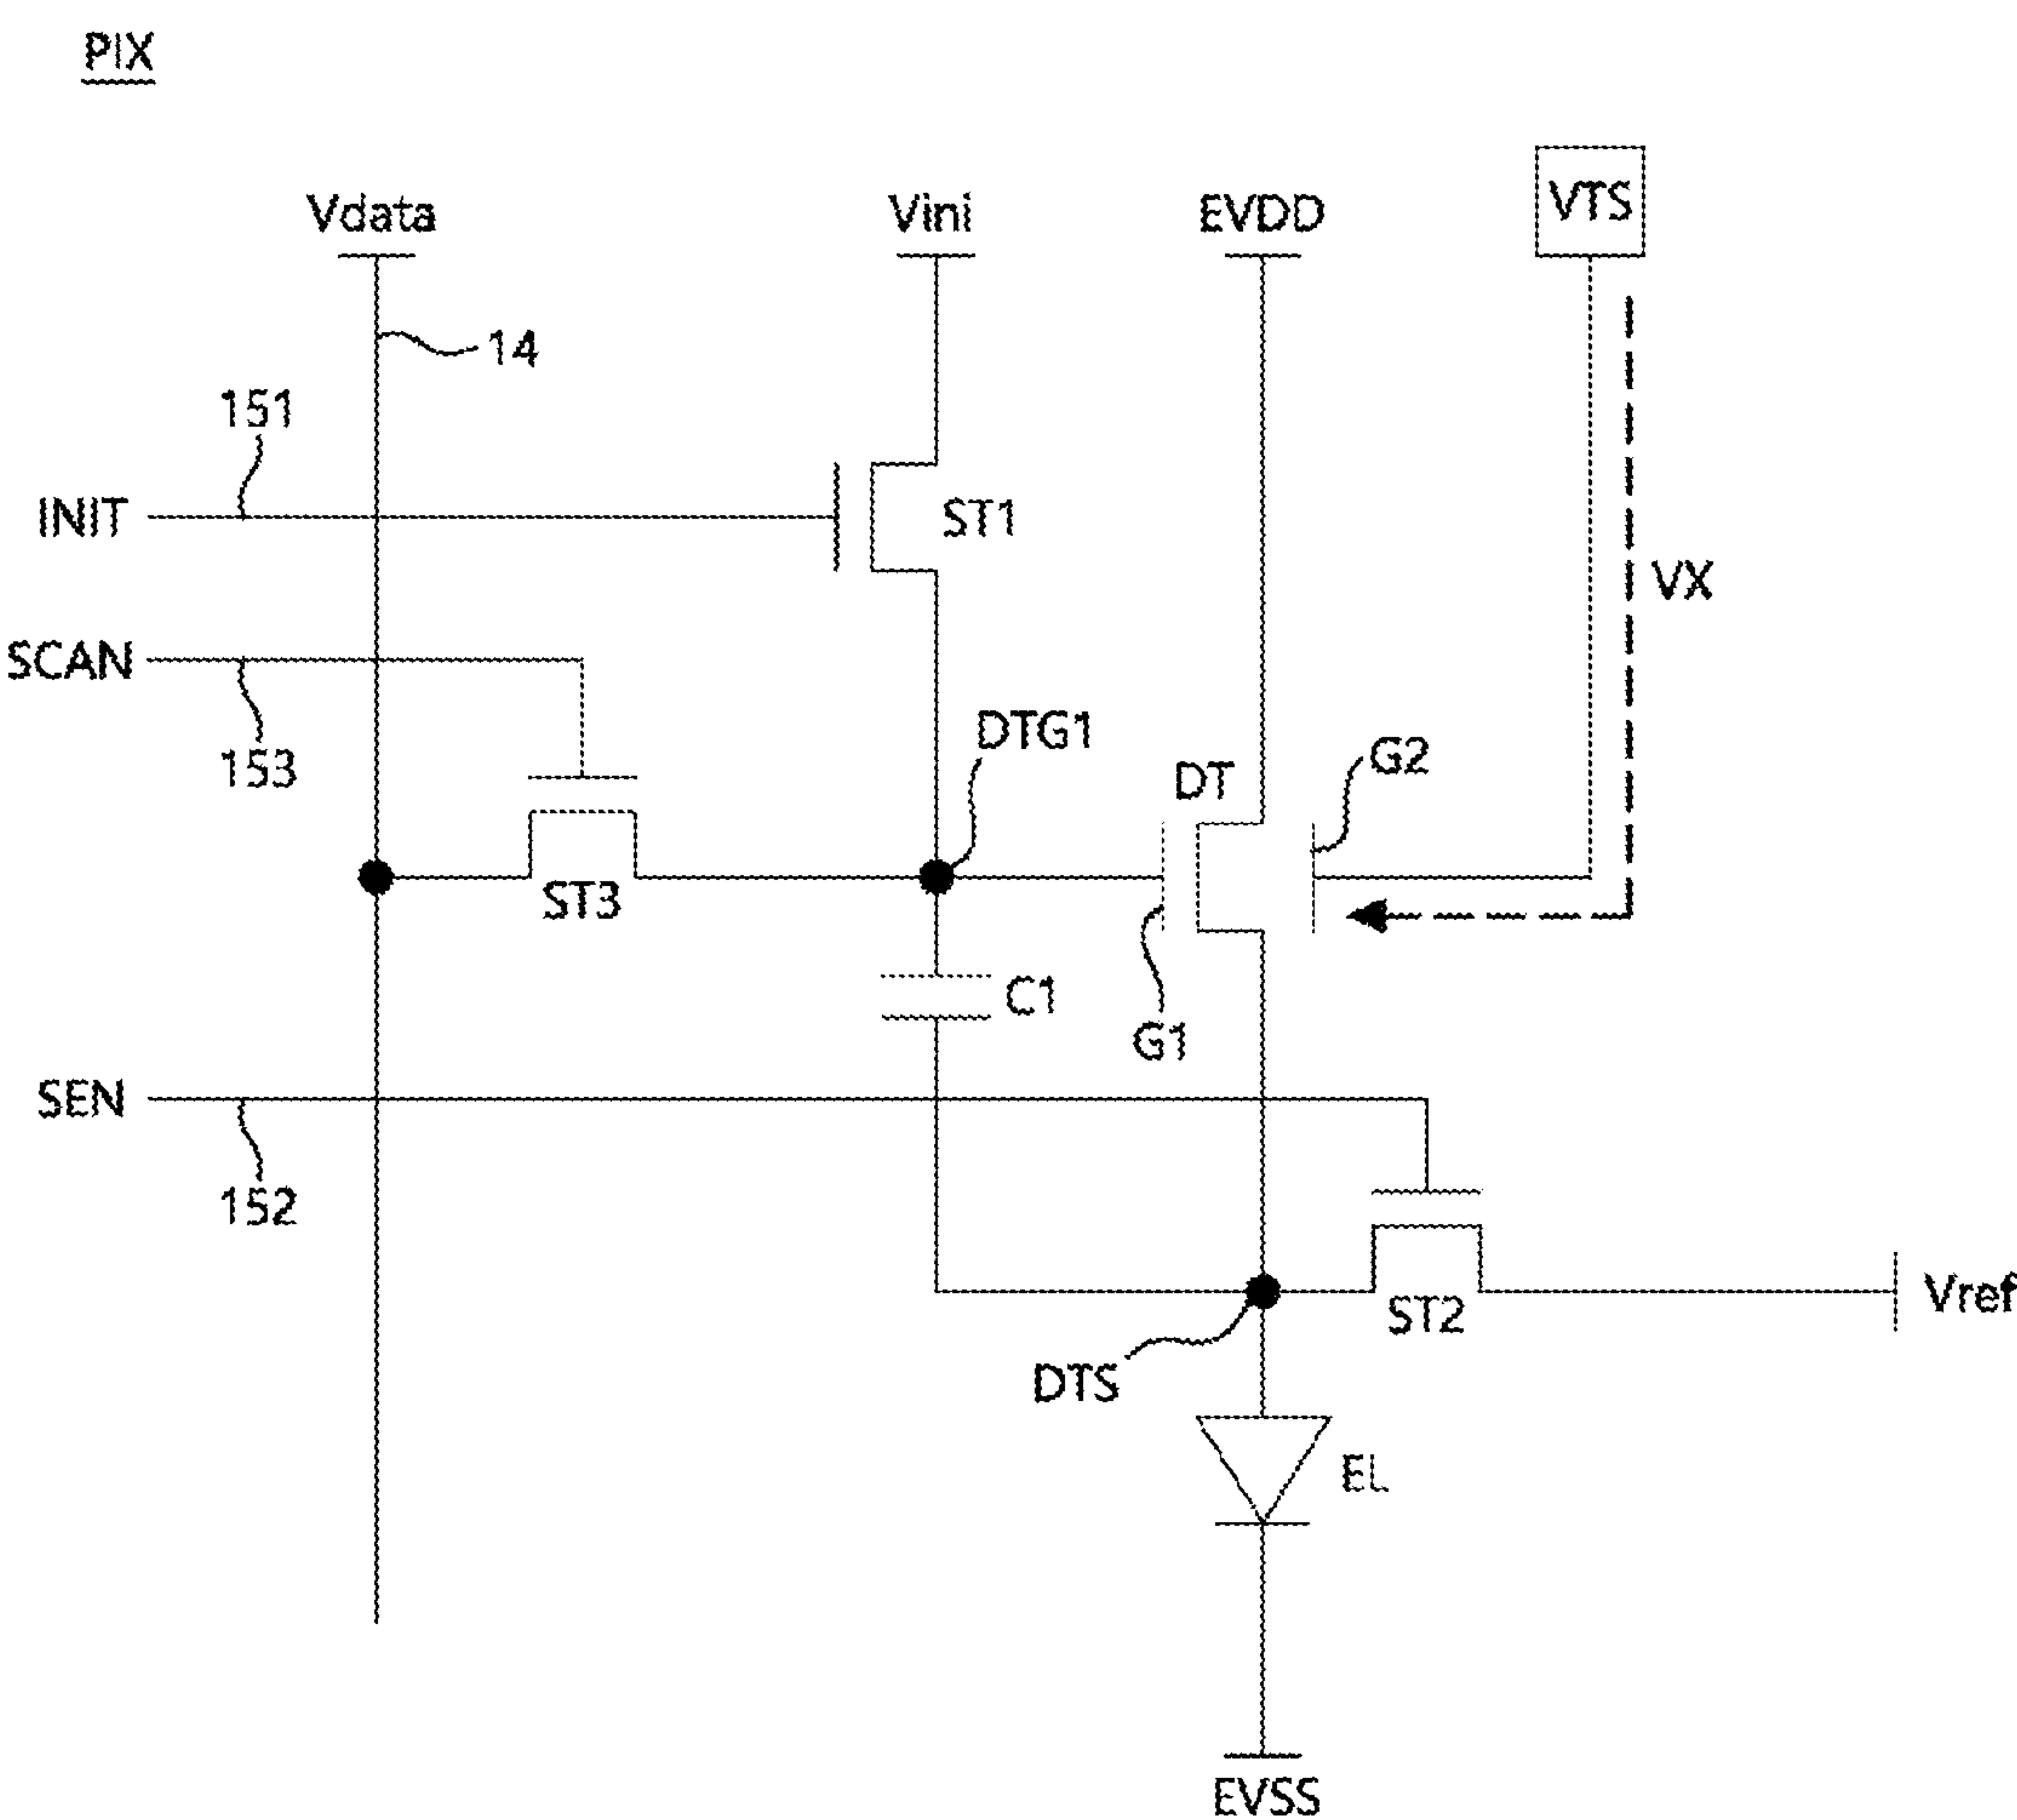 PIX
Vdata
Vini
EVDD
VTS
14
151
INIT
ST1
VX
SCAN
153
DTG1
DT
G2
ST3
C1
G1
SEN
152
Vref
ST2
DTS
EL
EVSS